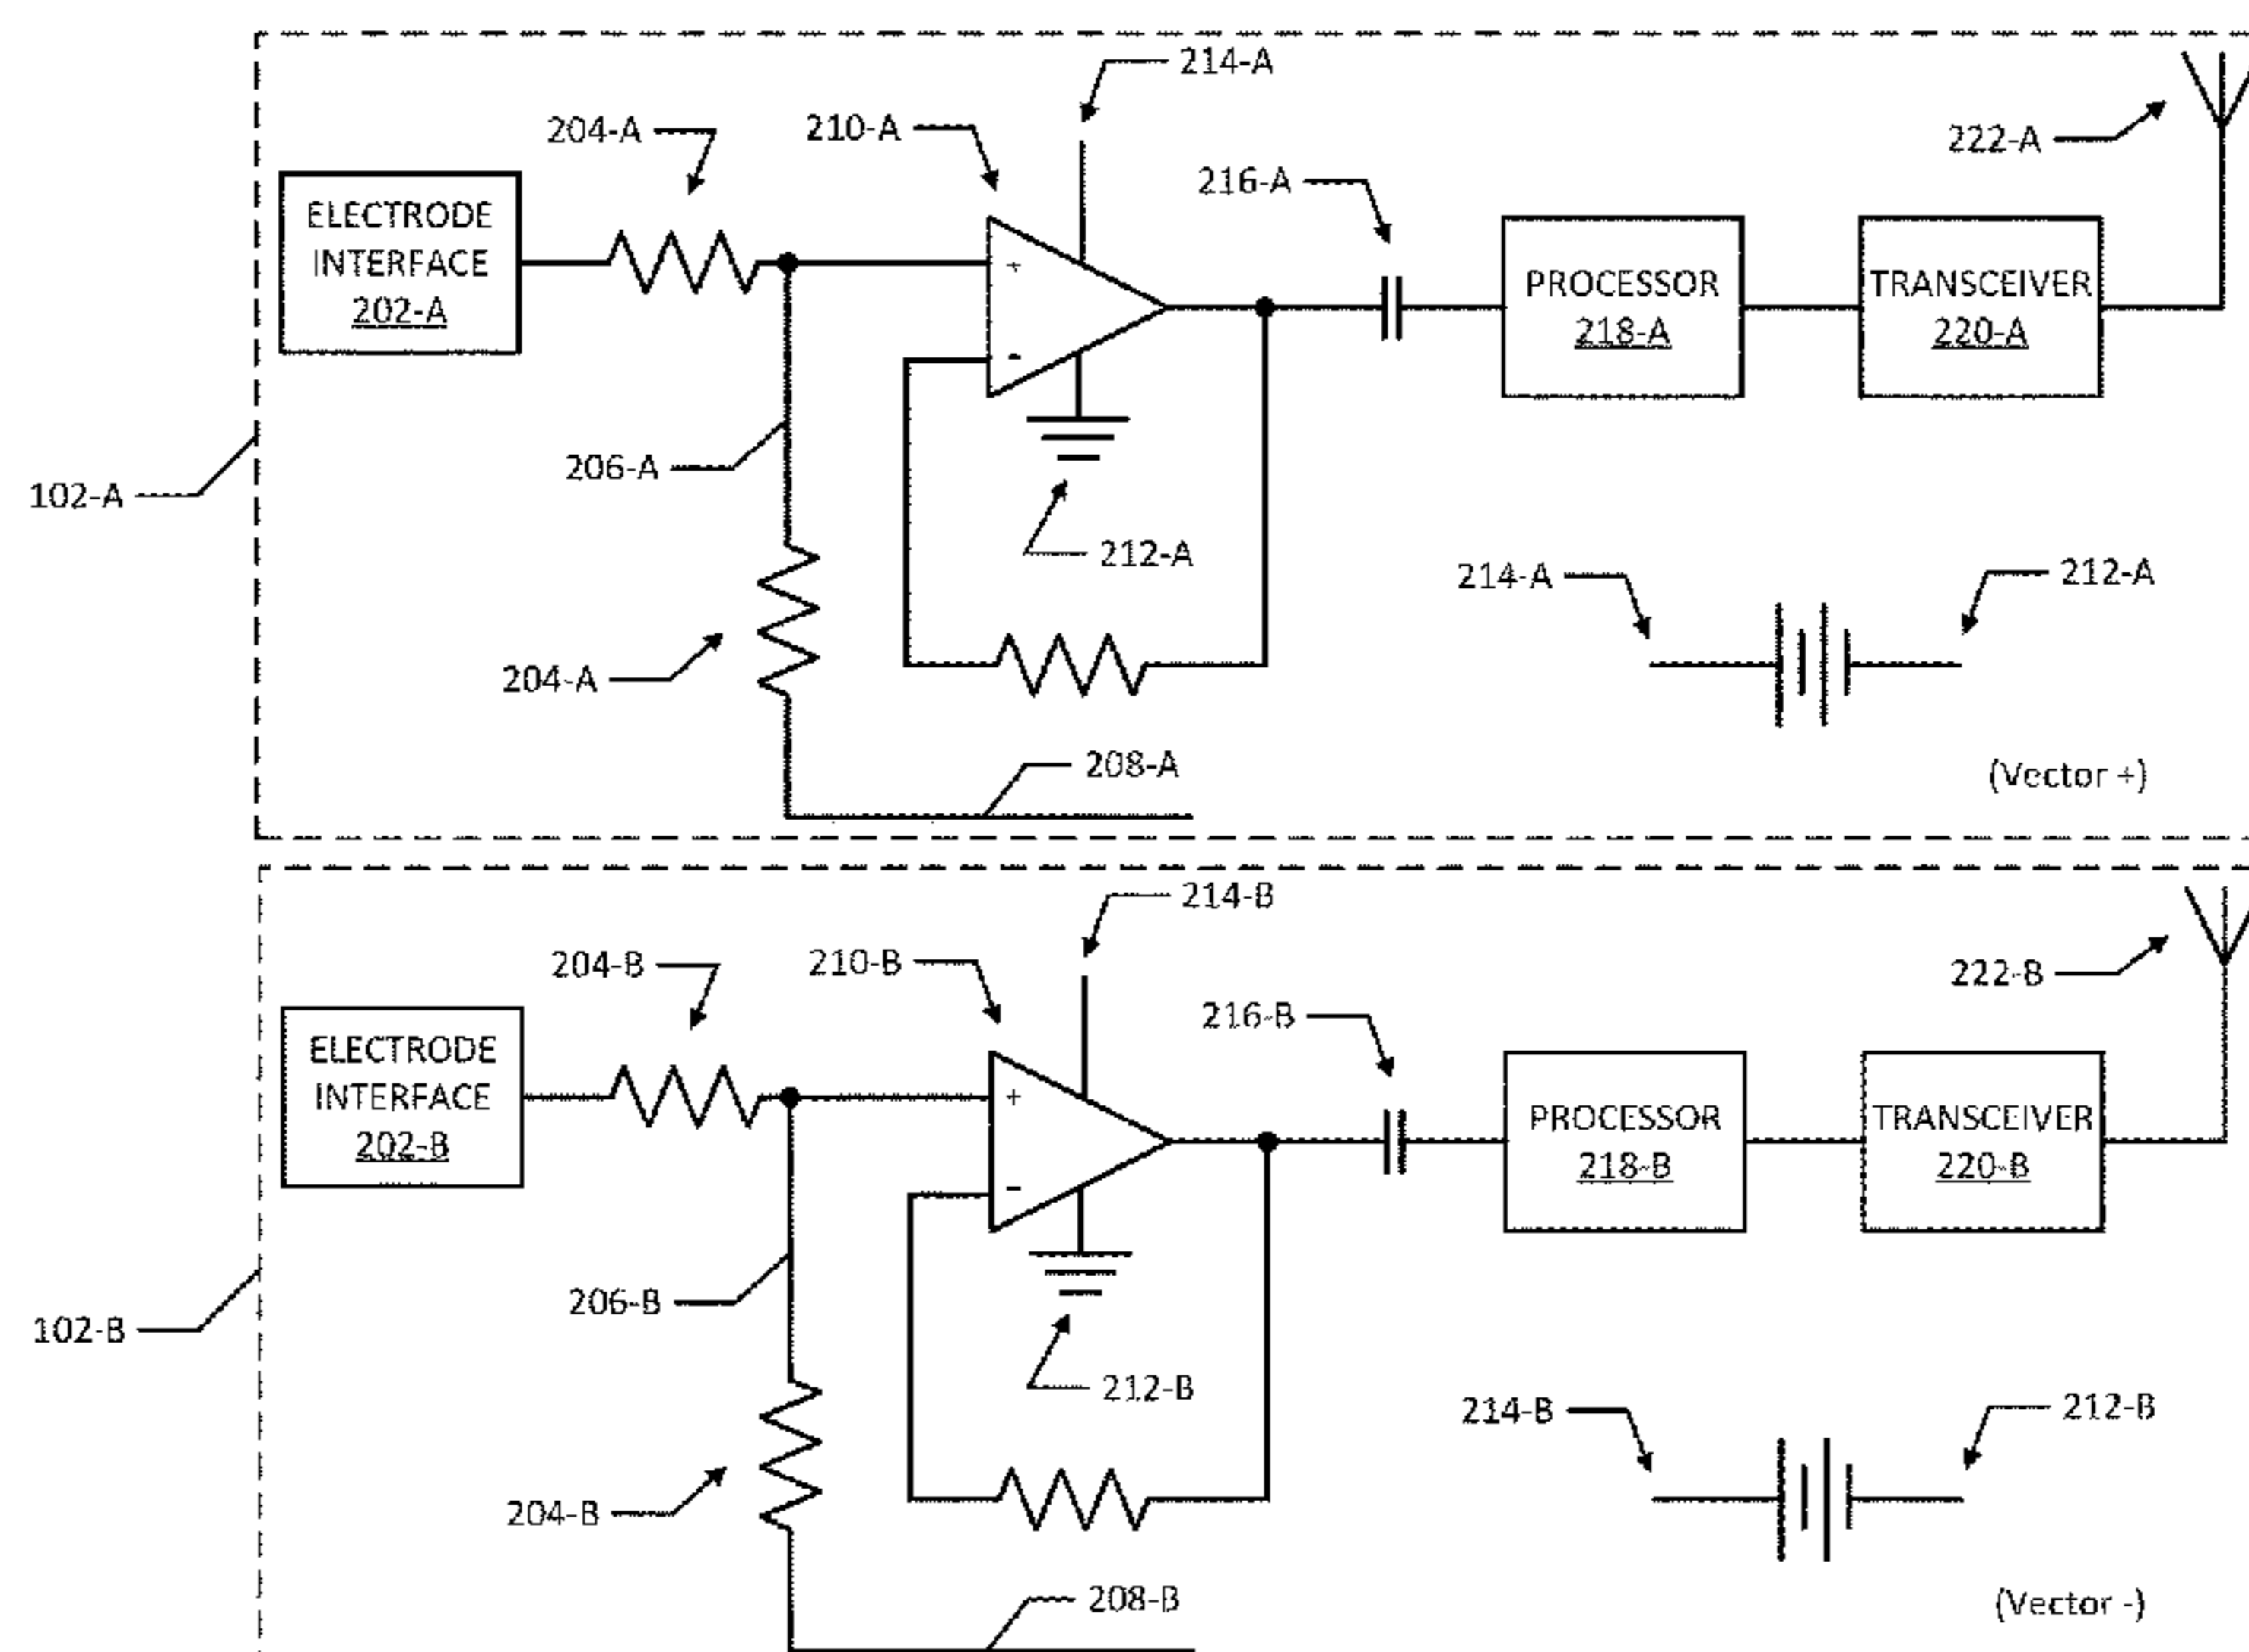 214-A
204-A
210-A
222-A
216-A
ELECTRODE
INTERFACE
202-A
+
PROCESSOR
218-A
TRANSCEIVER
220-A
-
206-A
102-A
212-A
214-A
212-A
204-A
208-A
(Vector +)
214-B
204-B
210-B
222-B
216-B
ELECTRODE
INTERFACE
202-B
+
PROCESSOR
218-B
TRANSCEIVER
220-B
-
206-B
102-B
212-B
214-B
212-B
204-B
208-B
(Vector -)